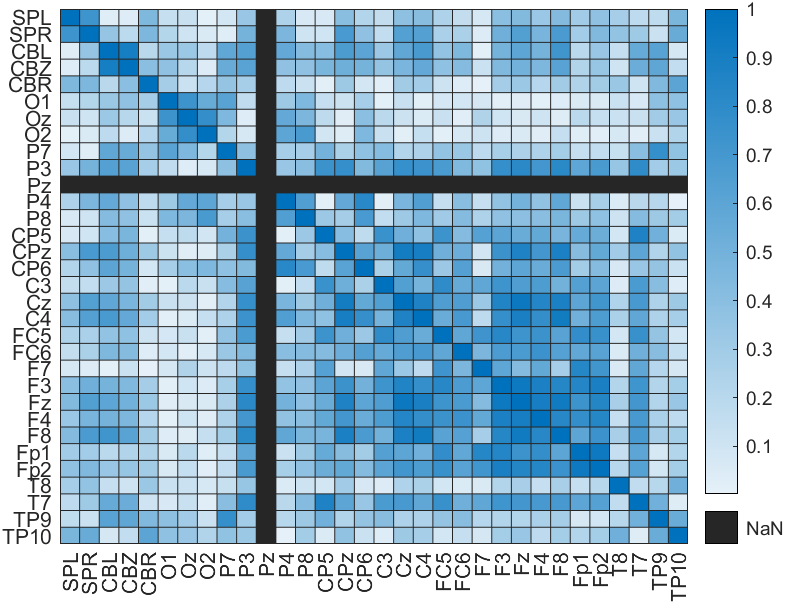 SPL
SPR
CBL
CBZ
CBR
O1
Oz
O2
P7
P3
Pz
P4
P8
CP5
CPz
CP6
C3
Cz
C4
FC5
FC6
F7
F3
Fz
F4
F8
Fp1
Fp2
T8
T7
TP9
TP10
SPL SPR CBL CBZ CBR O1 Oz O2 P7 P3 Pz P4 P8 CP5 CPz CP6 C3 Cz C4 FC5 FC6 F7 F3 Fz F4 F8 Fp1 Fp2 T8 T7 TP9 TP10
1
0.9
0.8
0.7
0.6
0.5
0.4
0.3
0.2
0.1
NaN